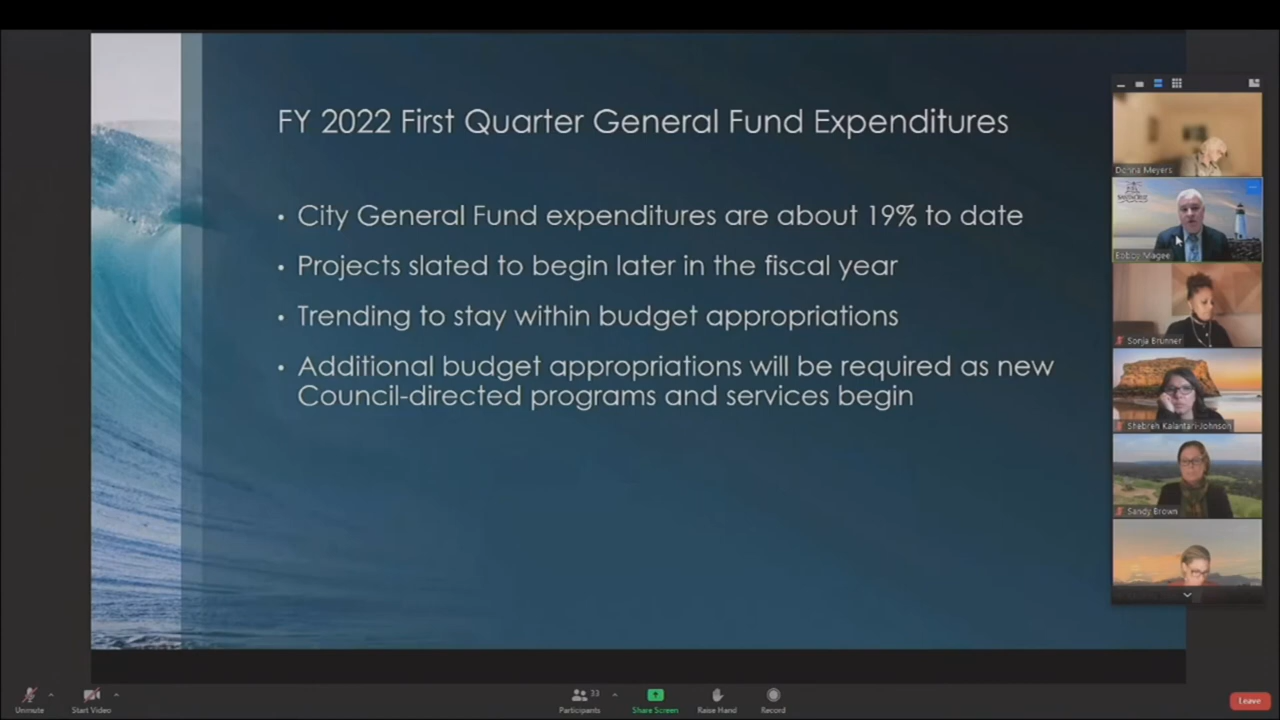 FY 2022 First Quarter General Fund Expenditures
• City General Fund expenditures are about 19% to date
• Projects slated to begin later in the fiscal year
• Trending to stay within budget appropriations
• Additional budget appropriations will be required as new
Council-directed programs and services begin
Donna Meyers
Bobby Magee
Sonja Brunner
Shebreh Kalantari-Johnson
Sandy Brown
Unmute
Start Video
33
Participants
Share Screen
Raise Hand
Record
Leave